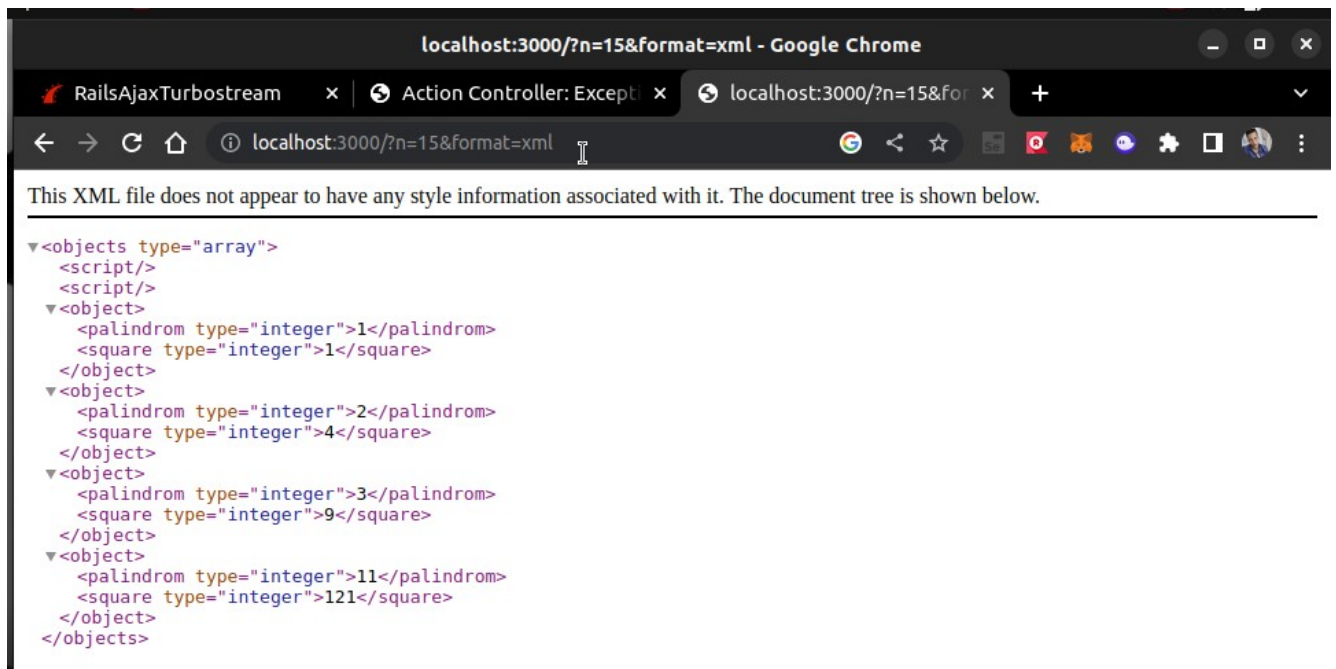 localhost:3000/?n=15&format=xml - Google Chrome
RailsAjaxTurbostream
Action Controller: Excepti
localhost:3000/?n=15&for
localhost:3000/?n=15&format=xml
This XML file does not appear to have any style information associated with it. The document tree is shown below.
<objects type="array">
<script/>
<script/>
<object>
<palindrom type="integer">1</palindrom>
<square type="integer">1</square>
</object>
<object>
<palindrom type="integer">2</palindrom>
<square type="integer">4</square>
</object>
<object>
<palindrom type="integer">3</palindrom>
<square type="integer">9</square>
</object>
<object>
<palindrom type="integer">11</palindrom>
<square type="integer">121</square>
</object>
</objects>